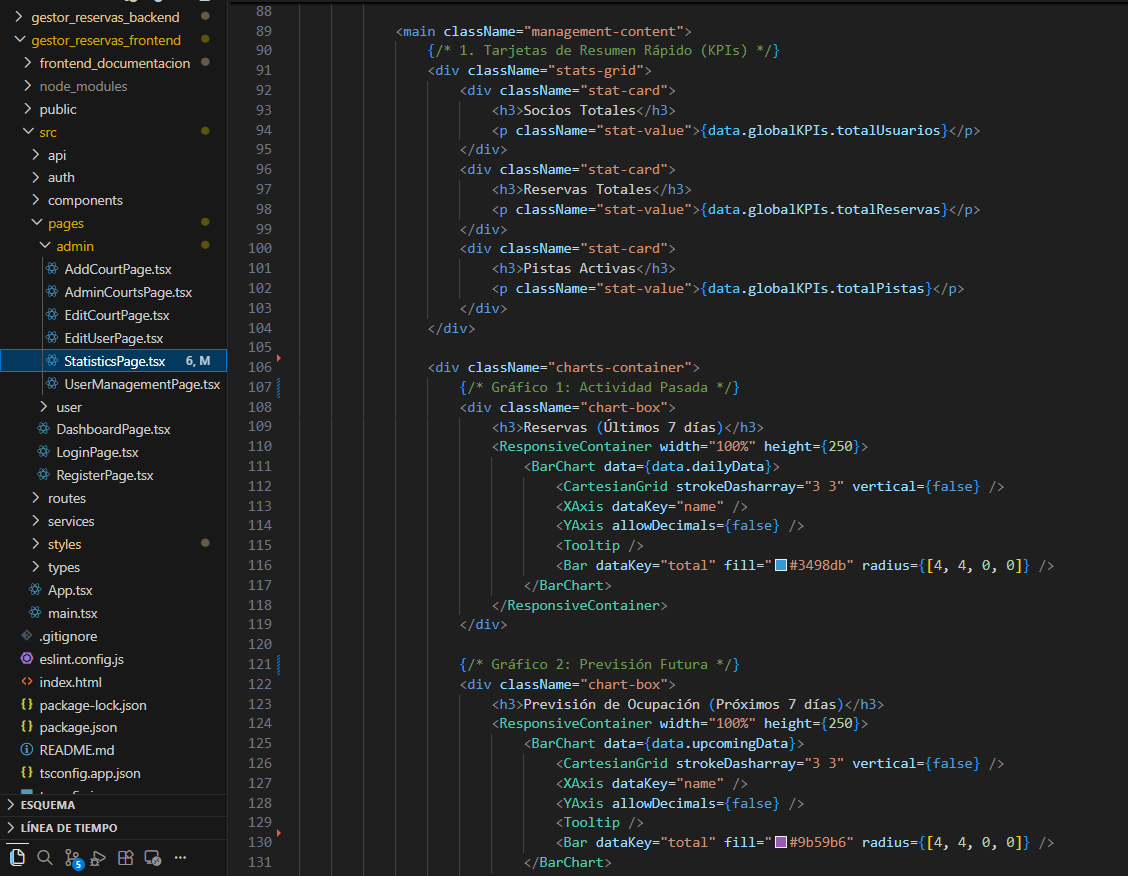 gestor_reservas_backend
gestor_reservas_frontend
frontend_documentacion
node_modules
public
src
api
auth
components
pages
admin
AddCourtPage.tsx
AdminCourtsPage.tsx
EditCourtPage.tsx
EditUserPage.tsx
StatisticsPage.tsx 6, M
UserManagementPage.tsx
user
DashboardPage.tsx
LoginPage.tsx
RegisterPage.tsx
routes
services
styles
types
App.tsx
main.tsx
.gitignore
eslint.config.js
index.html
package-lock.json
package.json
README.md
tsconfig.app.json
ESQUEMA
LÍNEA DE TIEMPO
5
88
89 <main className="management-content">
90 {/* 1. Tarjetas de Resumen Rápido (KPIs) */}
91 <div className="stats-grid">
92 <div className="stat-card">
93 <h3>Socios Totales</h3>
94 <p className="stat-value">{data.globalKPIs.totalUsuarios}</p>
95 </div>
96 <div className="stat-card">
97 <h3>Reservas Totales</h3>
98 <p className="stat-value">{data.globalKPIs.totalReservas}</p>
99 </div>
100 <div className="stat-card">
101 <h3>Pistas Activas</h3>
102 <p className="stat-value">{data.globalKPIs.totalPistas}</p>
103 </div>
104 </div>
105
106 <div className="charts-container">
107 {/* Gráfico 1: Actividad Pasada */}
108 <div className="chart-box">
109 <h3>Reservas (Últimos 7 días)</h3>
110 <ResponsiveContainer width="100%" height={250}>
111 <BarChart data={data.dailyData}>
112 <CartesianGrid strokeDasharray="3 3" vertical={false} />
113 <XAxis dataKey="name" />
114 <YAxis allowDecimals={false} />
115 <Tooltip />
116 <Bar dataKey="total" fill="#3498db" radius={[4, 4, 0, 0]} />
117 </BarChart>
118 </ResponsiveContainer>
119 </div>
120
121 {/* Gráfico 2: Previsión Futura */}
122 <div className="chart-box">
123 <h3>Previsión de Ocupación (Próximos 7 días)</h3>
124 <ResponsiveContainer width="100%" height={250}>
125 <BarChart data={data.upcomingData}>
126 <CartesianGrid strokeDasharray="3 3" vertical={false} />
127 <XAxis dataKey="name" />
128 <YAxis allowDecimals={false} />
129 <Tooltip />
130 <Bar dataKey="total" fill="#9b59b6" radius={[4, 4, 0, 0]} />
131 </BarChart>